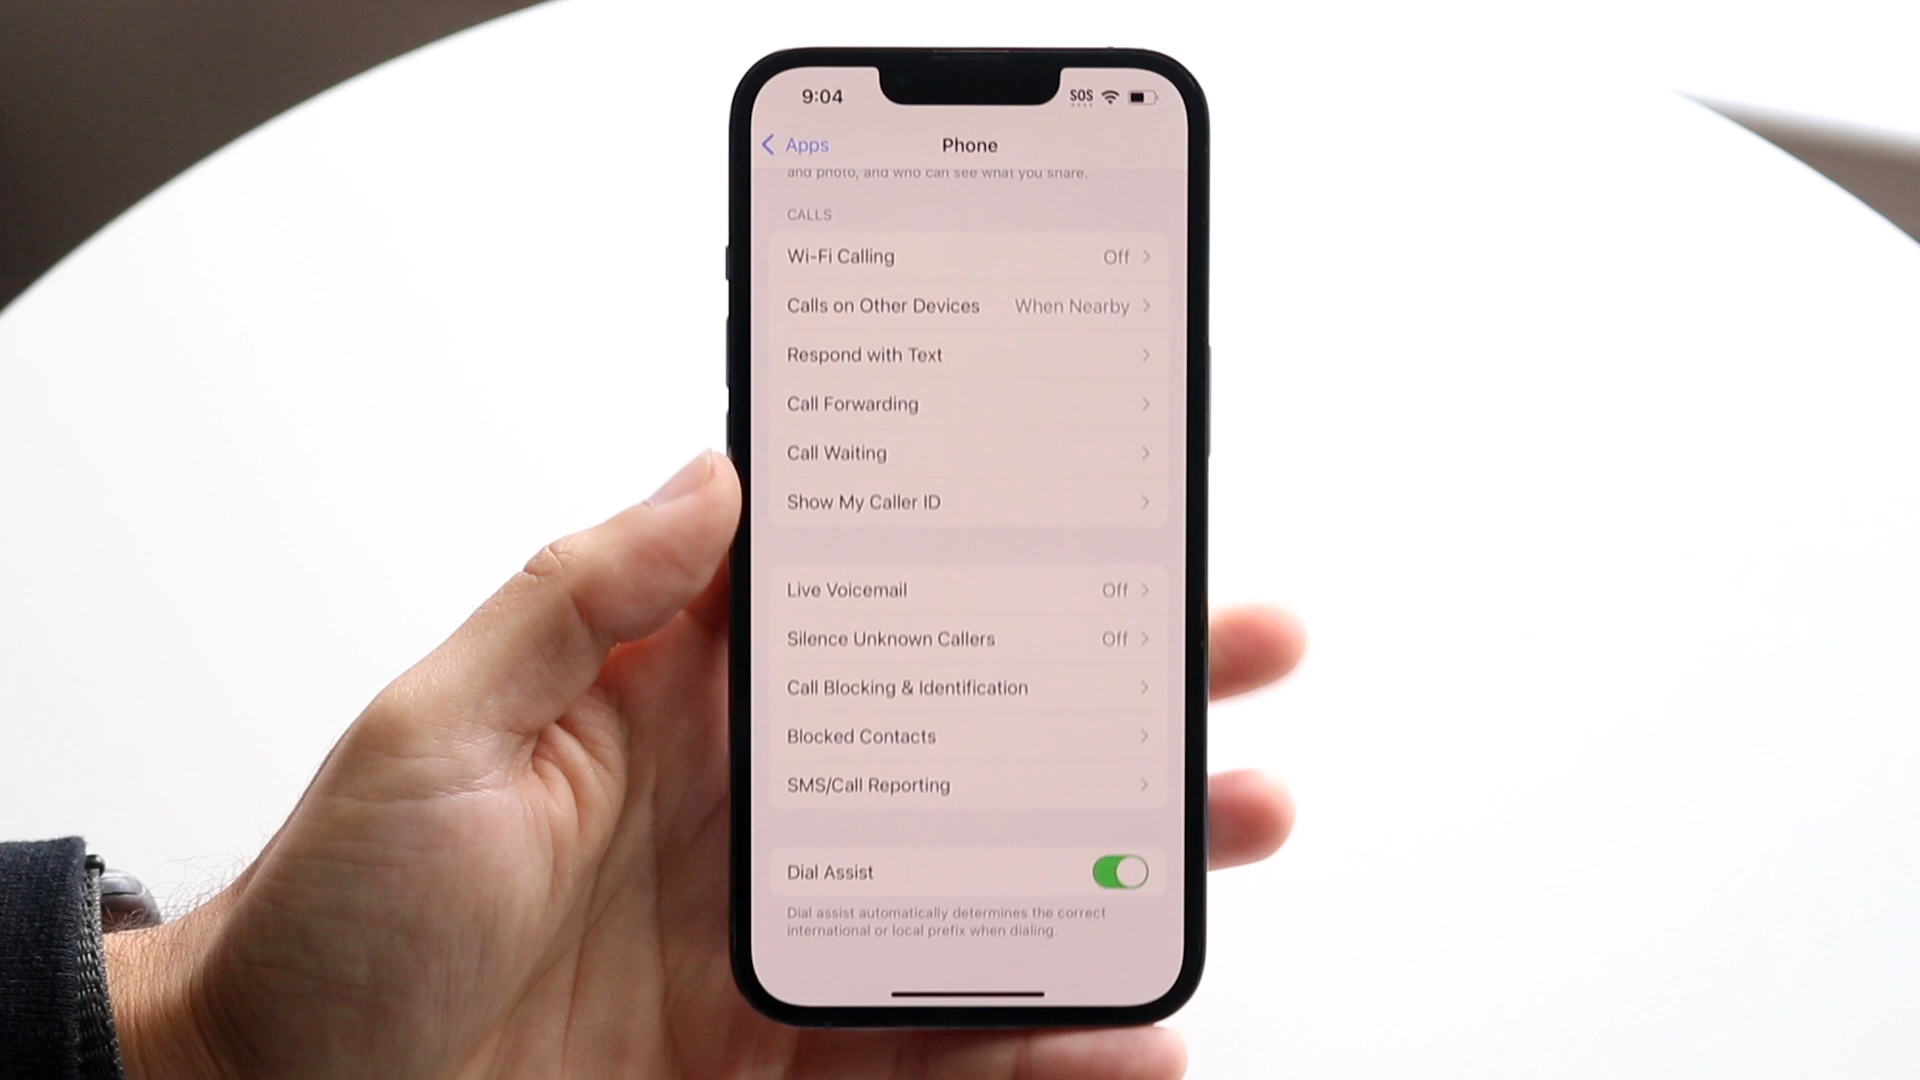 9:04 SOS
Apps Phone
and photo, and who can see what you share.
CALLS
Wi-Fi Calling Off
Calls on Other Devices When Nearby
Respond with Text
Call Forwarding
Call Waiting
Show My Caller ID
Live Voicemail Off
Silence Unknown Callers Off
Call Blocking & Identification
Blocked Contacts
SMS/Call Reporting
Dial Assist
Dial assist automatically determines the correct
international or local prefix when dialing.